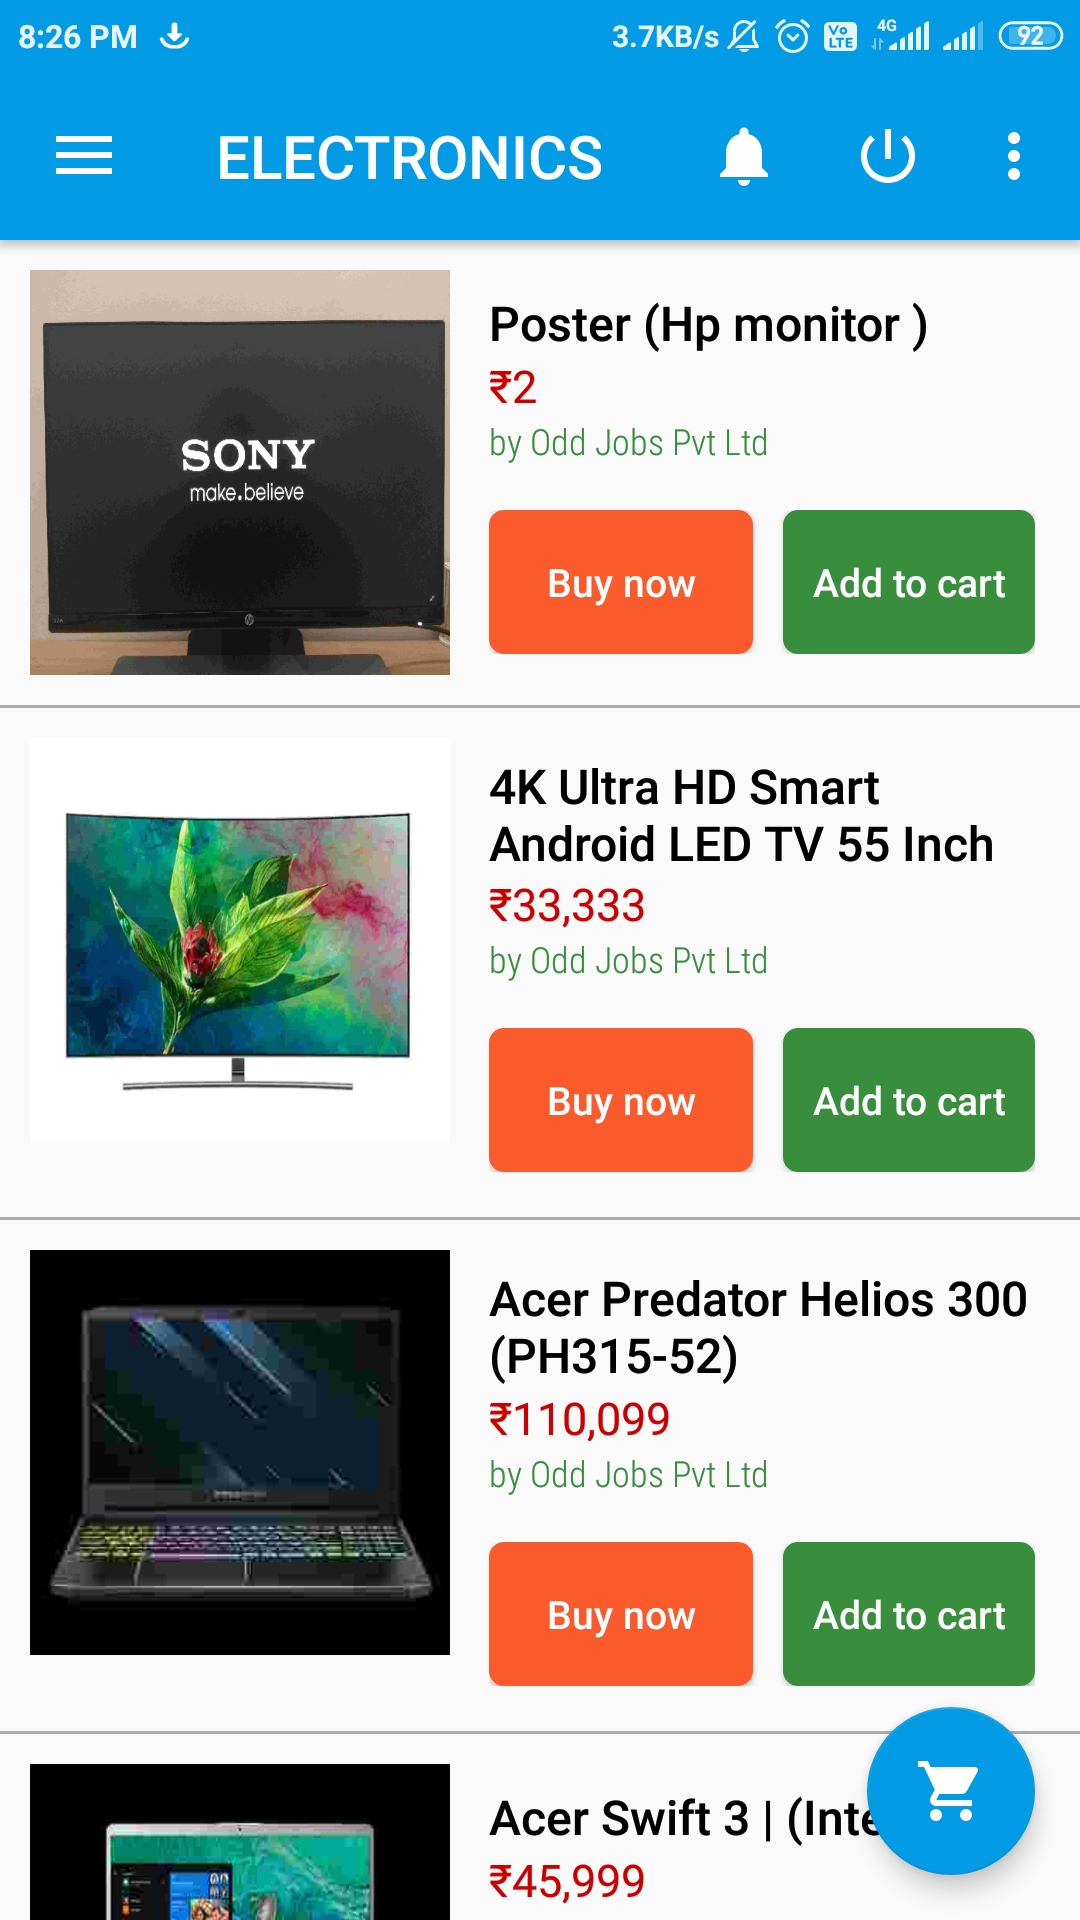 8:26 PM 3.7KB/s Vo LTE 4G 92
ELECTRONICS
SONY
make.believe
Poster (Hp monitor )
₹2
by Odd Jobs Pvt Ltd
Buy now Add to cart
4K Ultra HD Smart
Android LED TV 55 Inch
₹33,333
by Odd Jobs Pvt Ltd
Buy now Add to cart
Acer Predator Helios 300
(PH315-52)
₹110,099
by Odd Jobs Pvt Ltd
Buy now Add to cart
Acer Swift 3 | (Inte
₹45,999